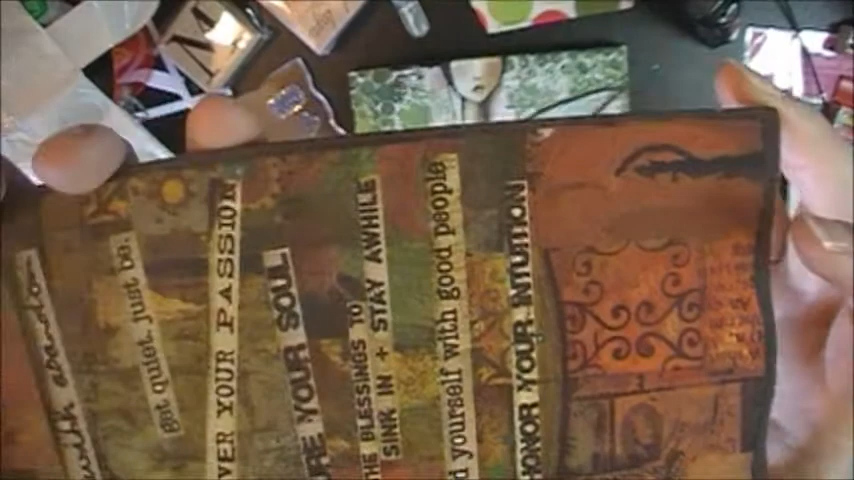 HONOR YOUR INTUITION
d yourself with good people
THE BLESSINGS TO
SINK IN + STAY AWHILE
RE YOUR SOUL
VER YOUR PASSION
get quiet. just be.
with abandon